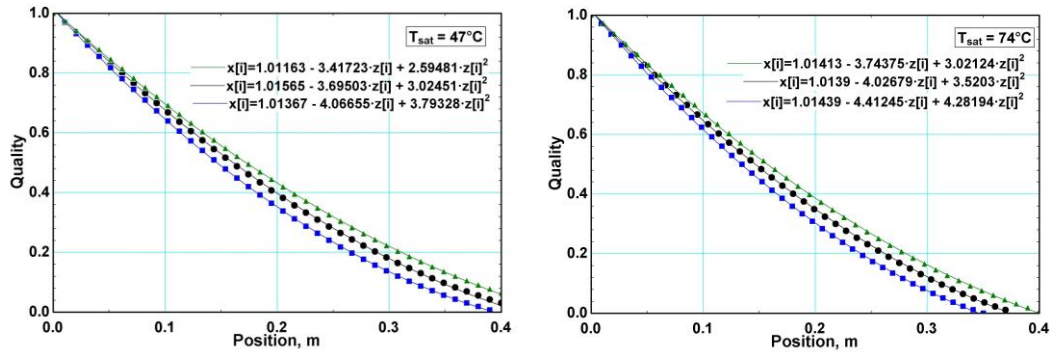 1.0
0.8
0.6
0.4
0.2
0.0
Quality
T_sat = 47°C
x[i]=1.01163 - 3.41723·z[i] + 2.59481·z[i]²
x[i]=1.01565 - 3.69503·z[i] + 3.02451·z[i]²
x[i]=1.01367 - 4.06655·z[i] + 3.79328·z[i]²
0.0 0.1 0.2 0.3 0.4
Position, m
1.0
0.8
0.6
0.4
0.2
0.0
Quality
T_sat = 74°C
x[i]=1.01413 - 3.74375·z[i] + 3.02124·z[i]²
x[i]=1.0139 - 4.02679·z[i] + 3.5203·z[i]²
x[i]=1.01439 - 4.41245·z[i] + 4.28194·z[i]²
0.0 0.1 0.2 0.3 0.4
Position, m